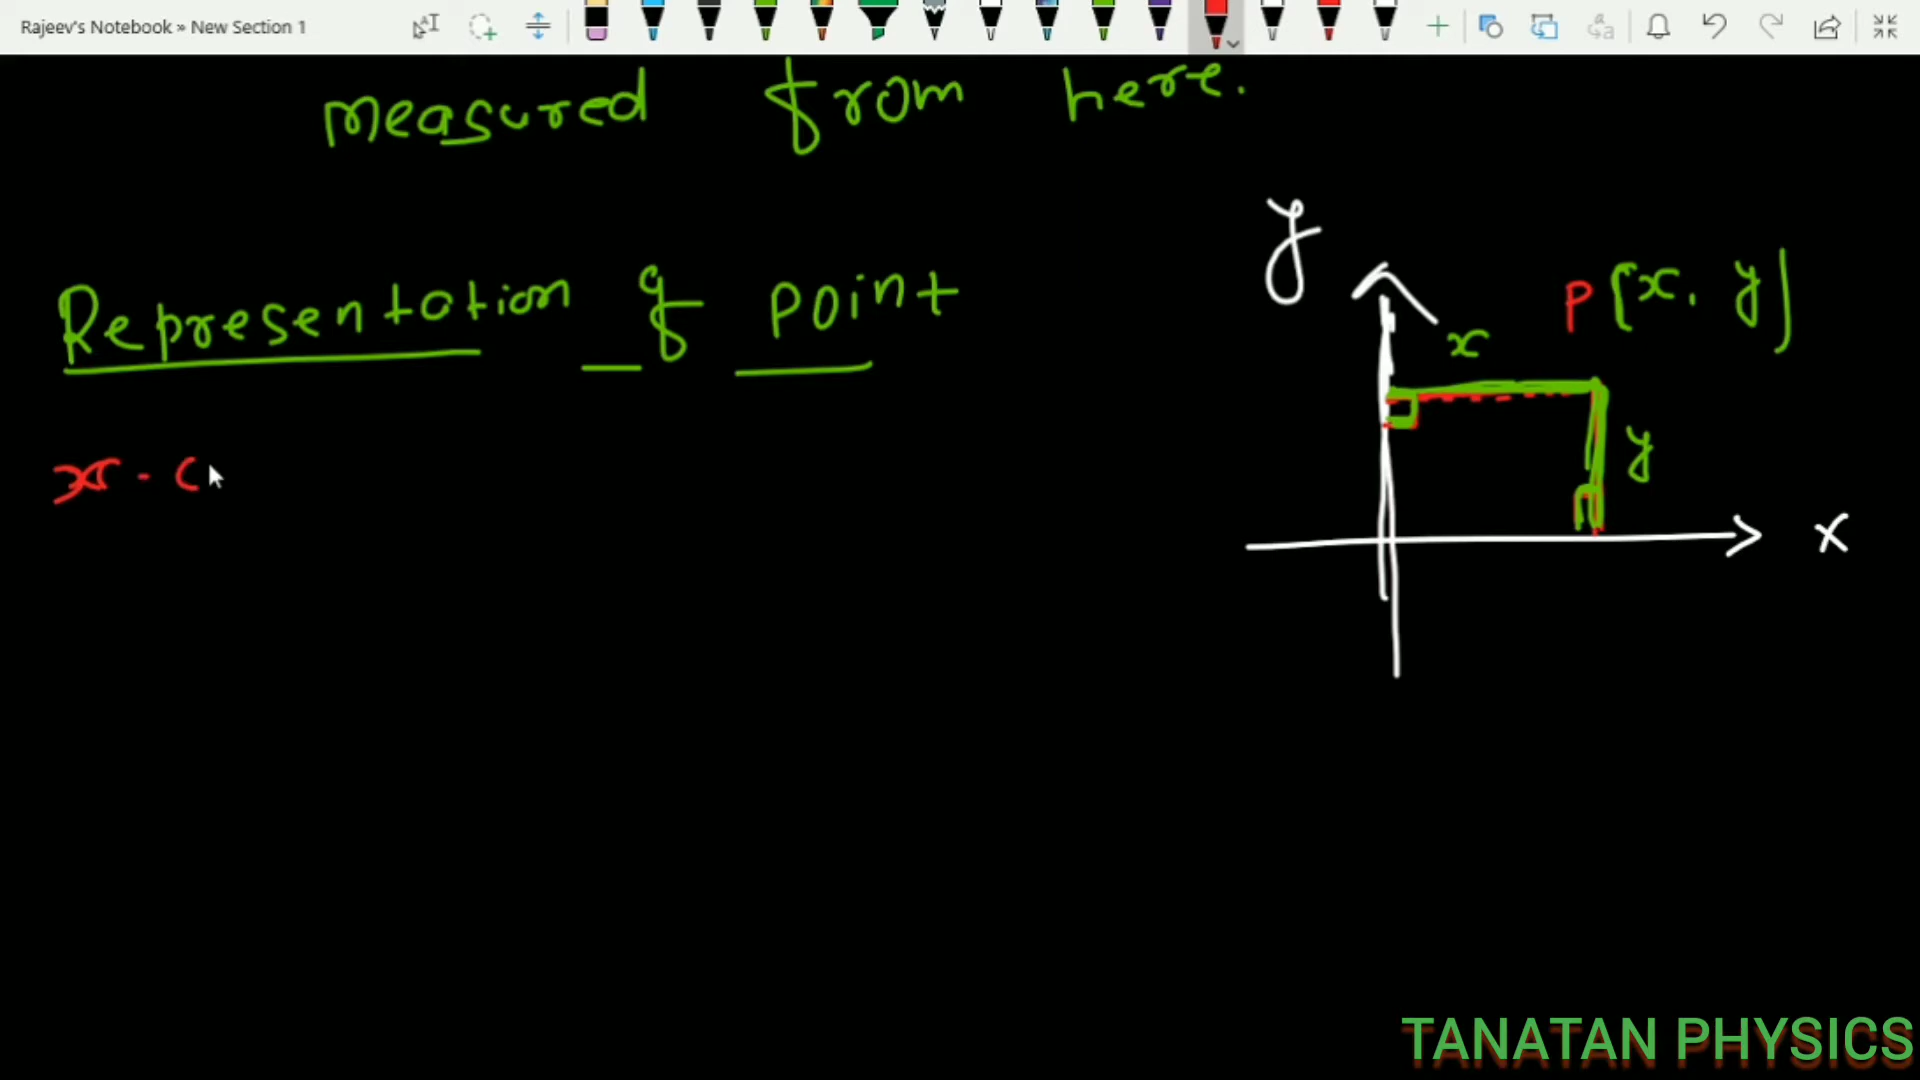 Rajeev's Notebook » New Section 1
measured from here.
Representation of point
y
P [x, y]
x
y
x - c
X
TANATAN PHYSICS